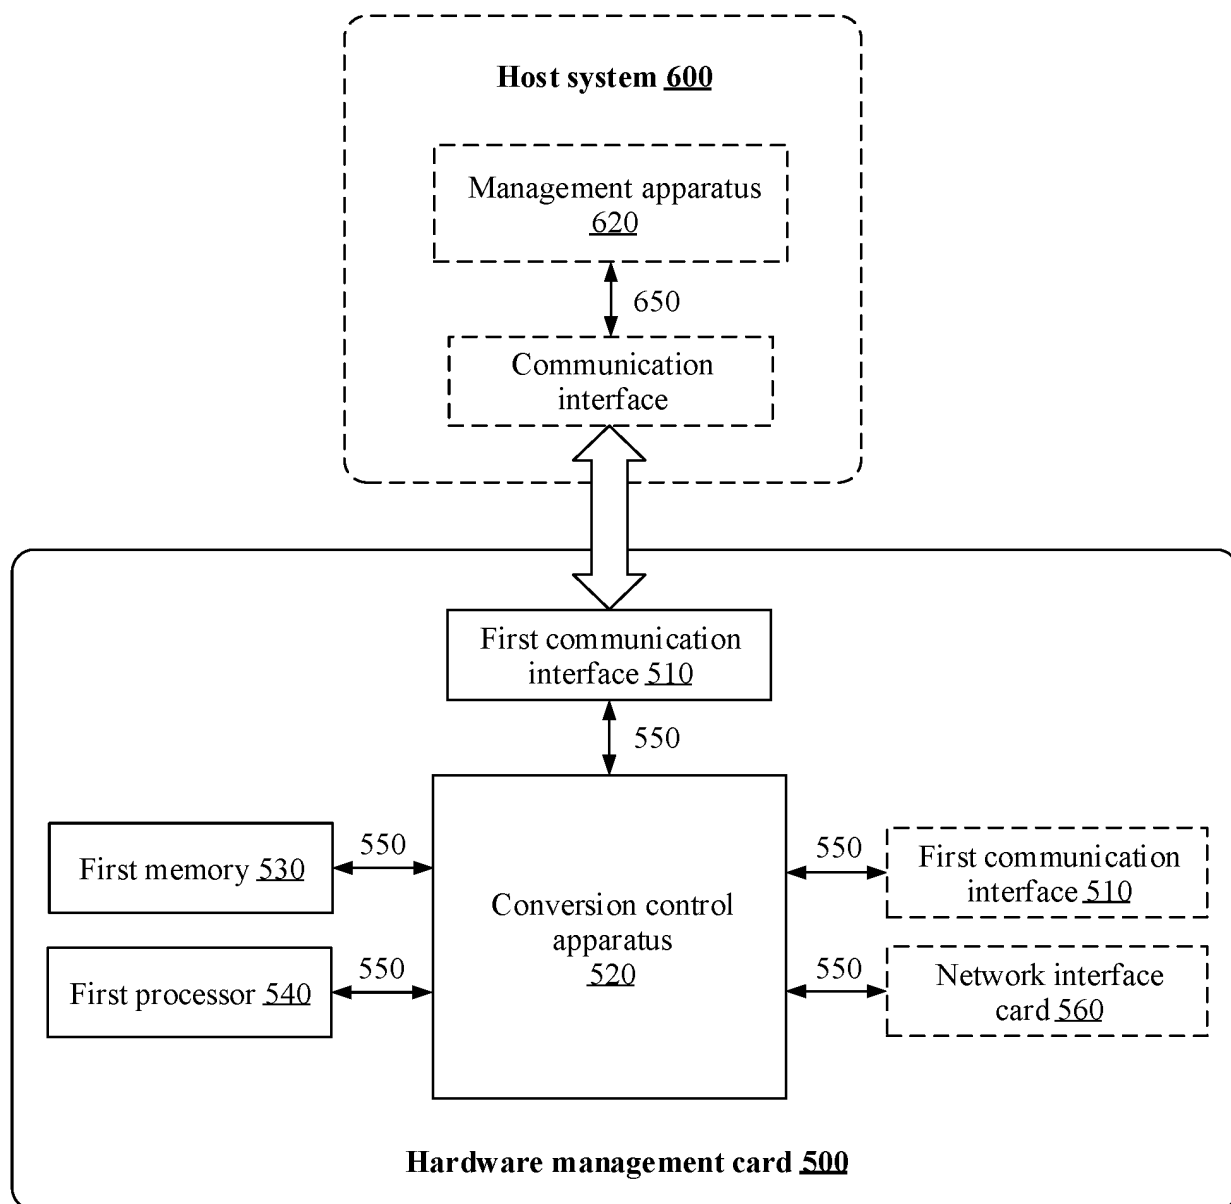 Host system 600
Management apparatus
620
650
Communication
interface
First communication
interface 510
550
First memory 530
550
First processor 540
550
Conversion control
apparatus
520
550
First communication
interface 510
550
Network interface
card 560
Hardware management card 500